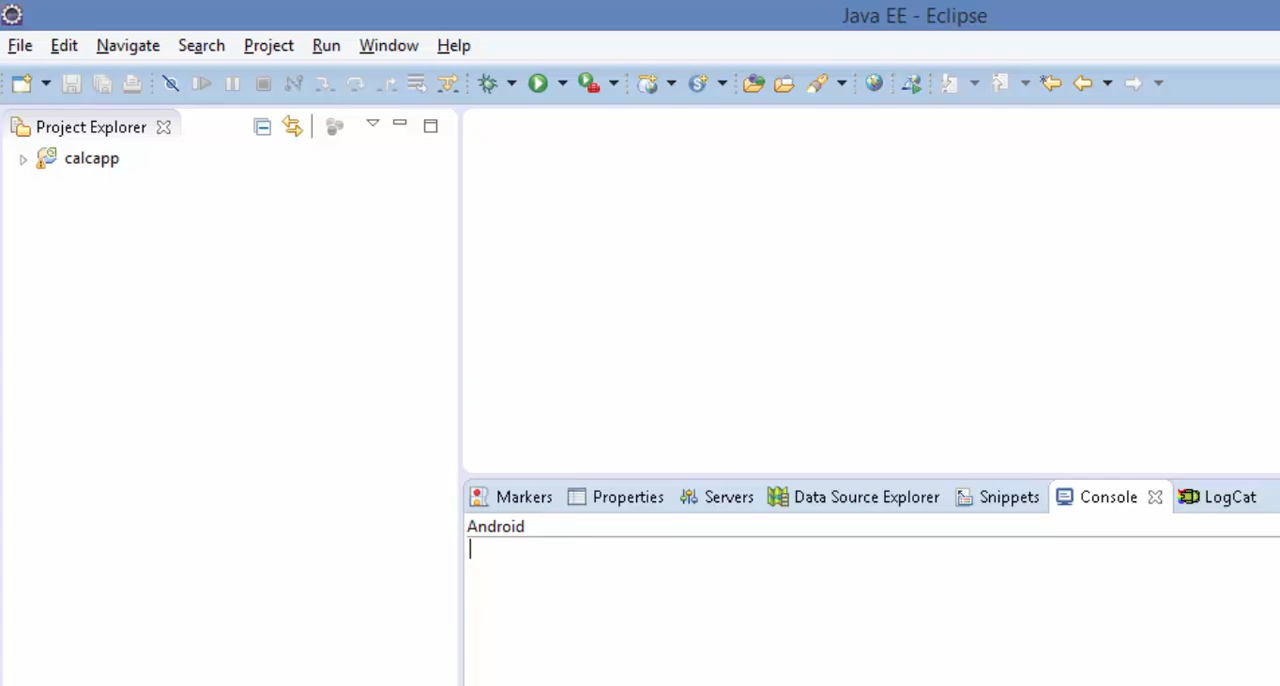 Java EE - Eclipse
File Edit Navigate Search Project Run Window Help
Project Explorer
calcapp
Markers Properties Servers Data Source Explorer Snippets Console LogCat
Android